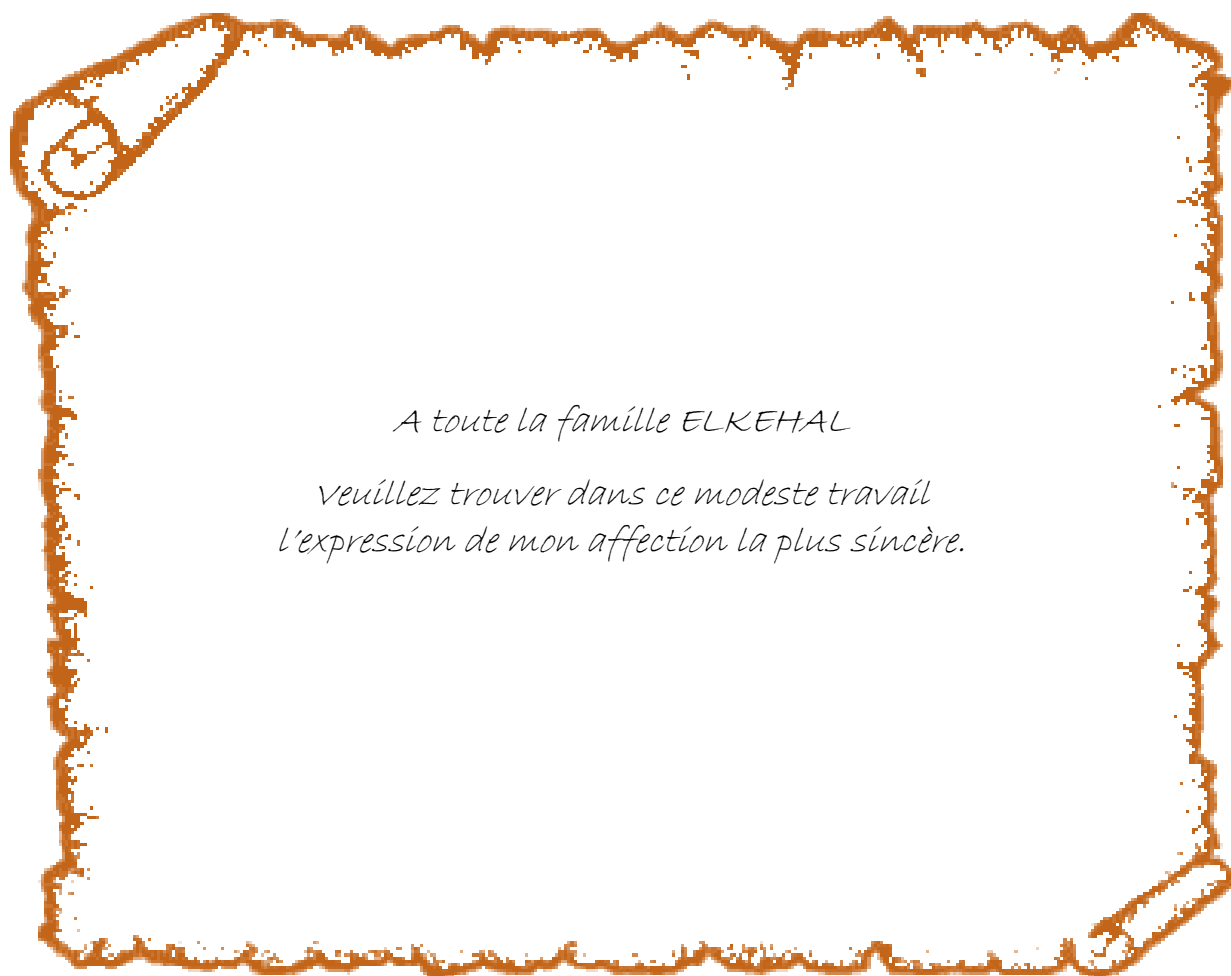 A toute la famille ELKEHAL
Veuillez trouver dans ce modeste travail
l'expression de mon affection la plus sincère.